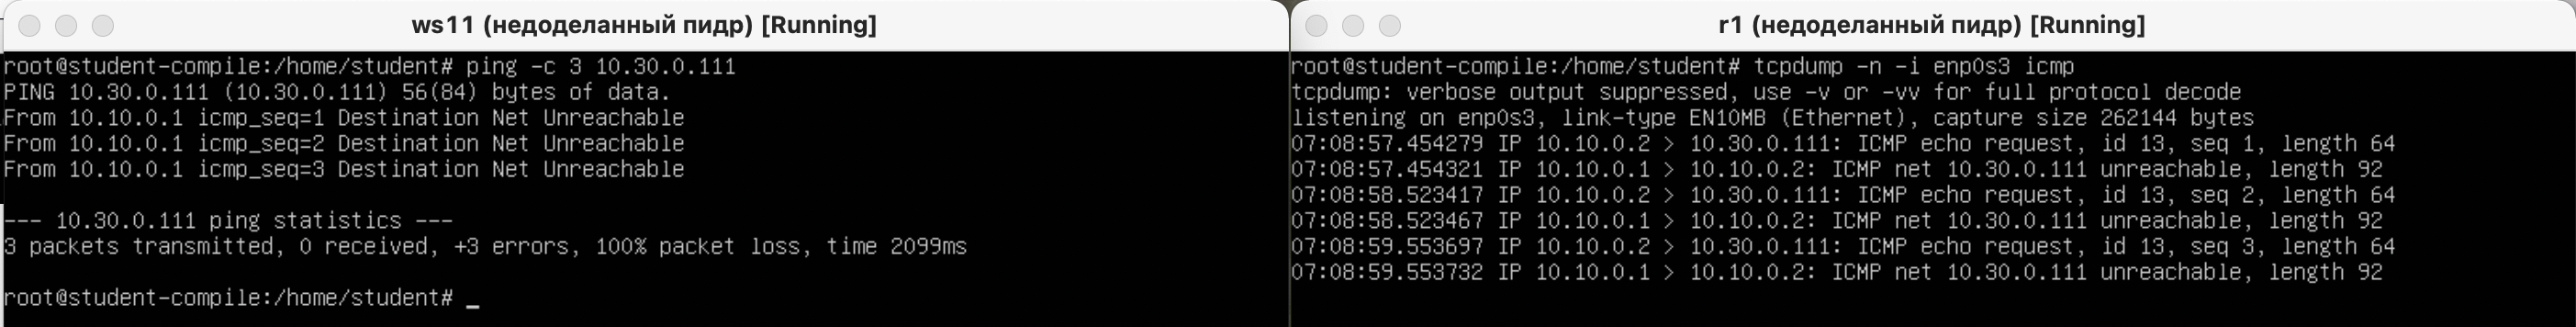 ws11 (недоделанный пидр) [Running]
root@student-compile:/home/student# ping -c 3 10.30.0.111
PING 10.30.0.111 (10.30.0.111) 56(84) bytes of data.
From 10.10.0.1 icmp_seq=1 Destination Net Unreachable
From 10.10.0.1 icmp_seq=2 Destination Net Unreachable
From 10.10.0.1 icmp_seq=3 Destination Net Unreachable
--- 10.30.0.111 ping statistics ---
3 packets transmitted, 0 received, +3 errors, 100% packet loss, time 2099ms
root@student-compile:/home/student# _
r1 (недоделанный пидр) [Running]
root@student-compile:/home/student# tcpdump -n -i enp0s3 icmp
tcpdump: verbose output suppressed, use -v or -vv for full protocol decode
listening on enp0s3, link-type EN10MB (Ethernet), capture size 262144 bytes
07:08:57.454279 IP 10.10.0.2 > 10.30.0.111: ICMP echo request, id 13, seq 1, length 64
07:08:57.454321 IP 10.10.0.1 > 10.10.0.2: ICMP net 10.30.0.111 unreachable, length 92
07:08:58.523417 IP 10.10.0.2 > 10.30.0.111: ICMP echo request, id 13, seq 2, length 64
07:08:58.523467 IP 10.10.0.1 > 10.10.0.2: ICMP net 10.30.0.111 unreachable, length 92
07:08:59.553697 IP 10.10.0.2 > 10.30.0.111: ICMP echo request, id 13, seq 3, length 64
07:08:59.553732 IP 10.10.0.1 > 10.10.0.2: ICMP net 10.30.0.111 unreachable, length 92